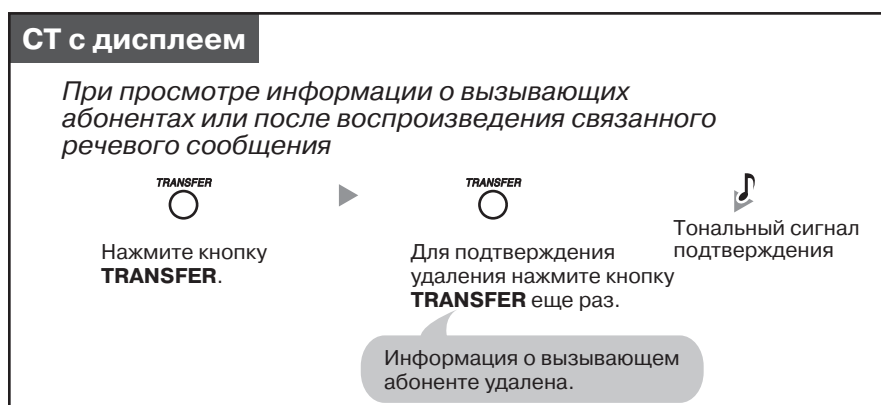 СТ с дисплеем
При просмотре информации о вызывающих
абонентах или после воспроизведения связанного
речевого сообщения
TRANSFER
Нажмите кнопку
TRANSFER.
TRANSFER
Для подтверждения
удаления нажмите кнопку
TRANSFER еще раз.
Тональный сигнал
подтверждения
Информация о вызывающем
абоненте удалена.